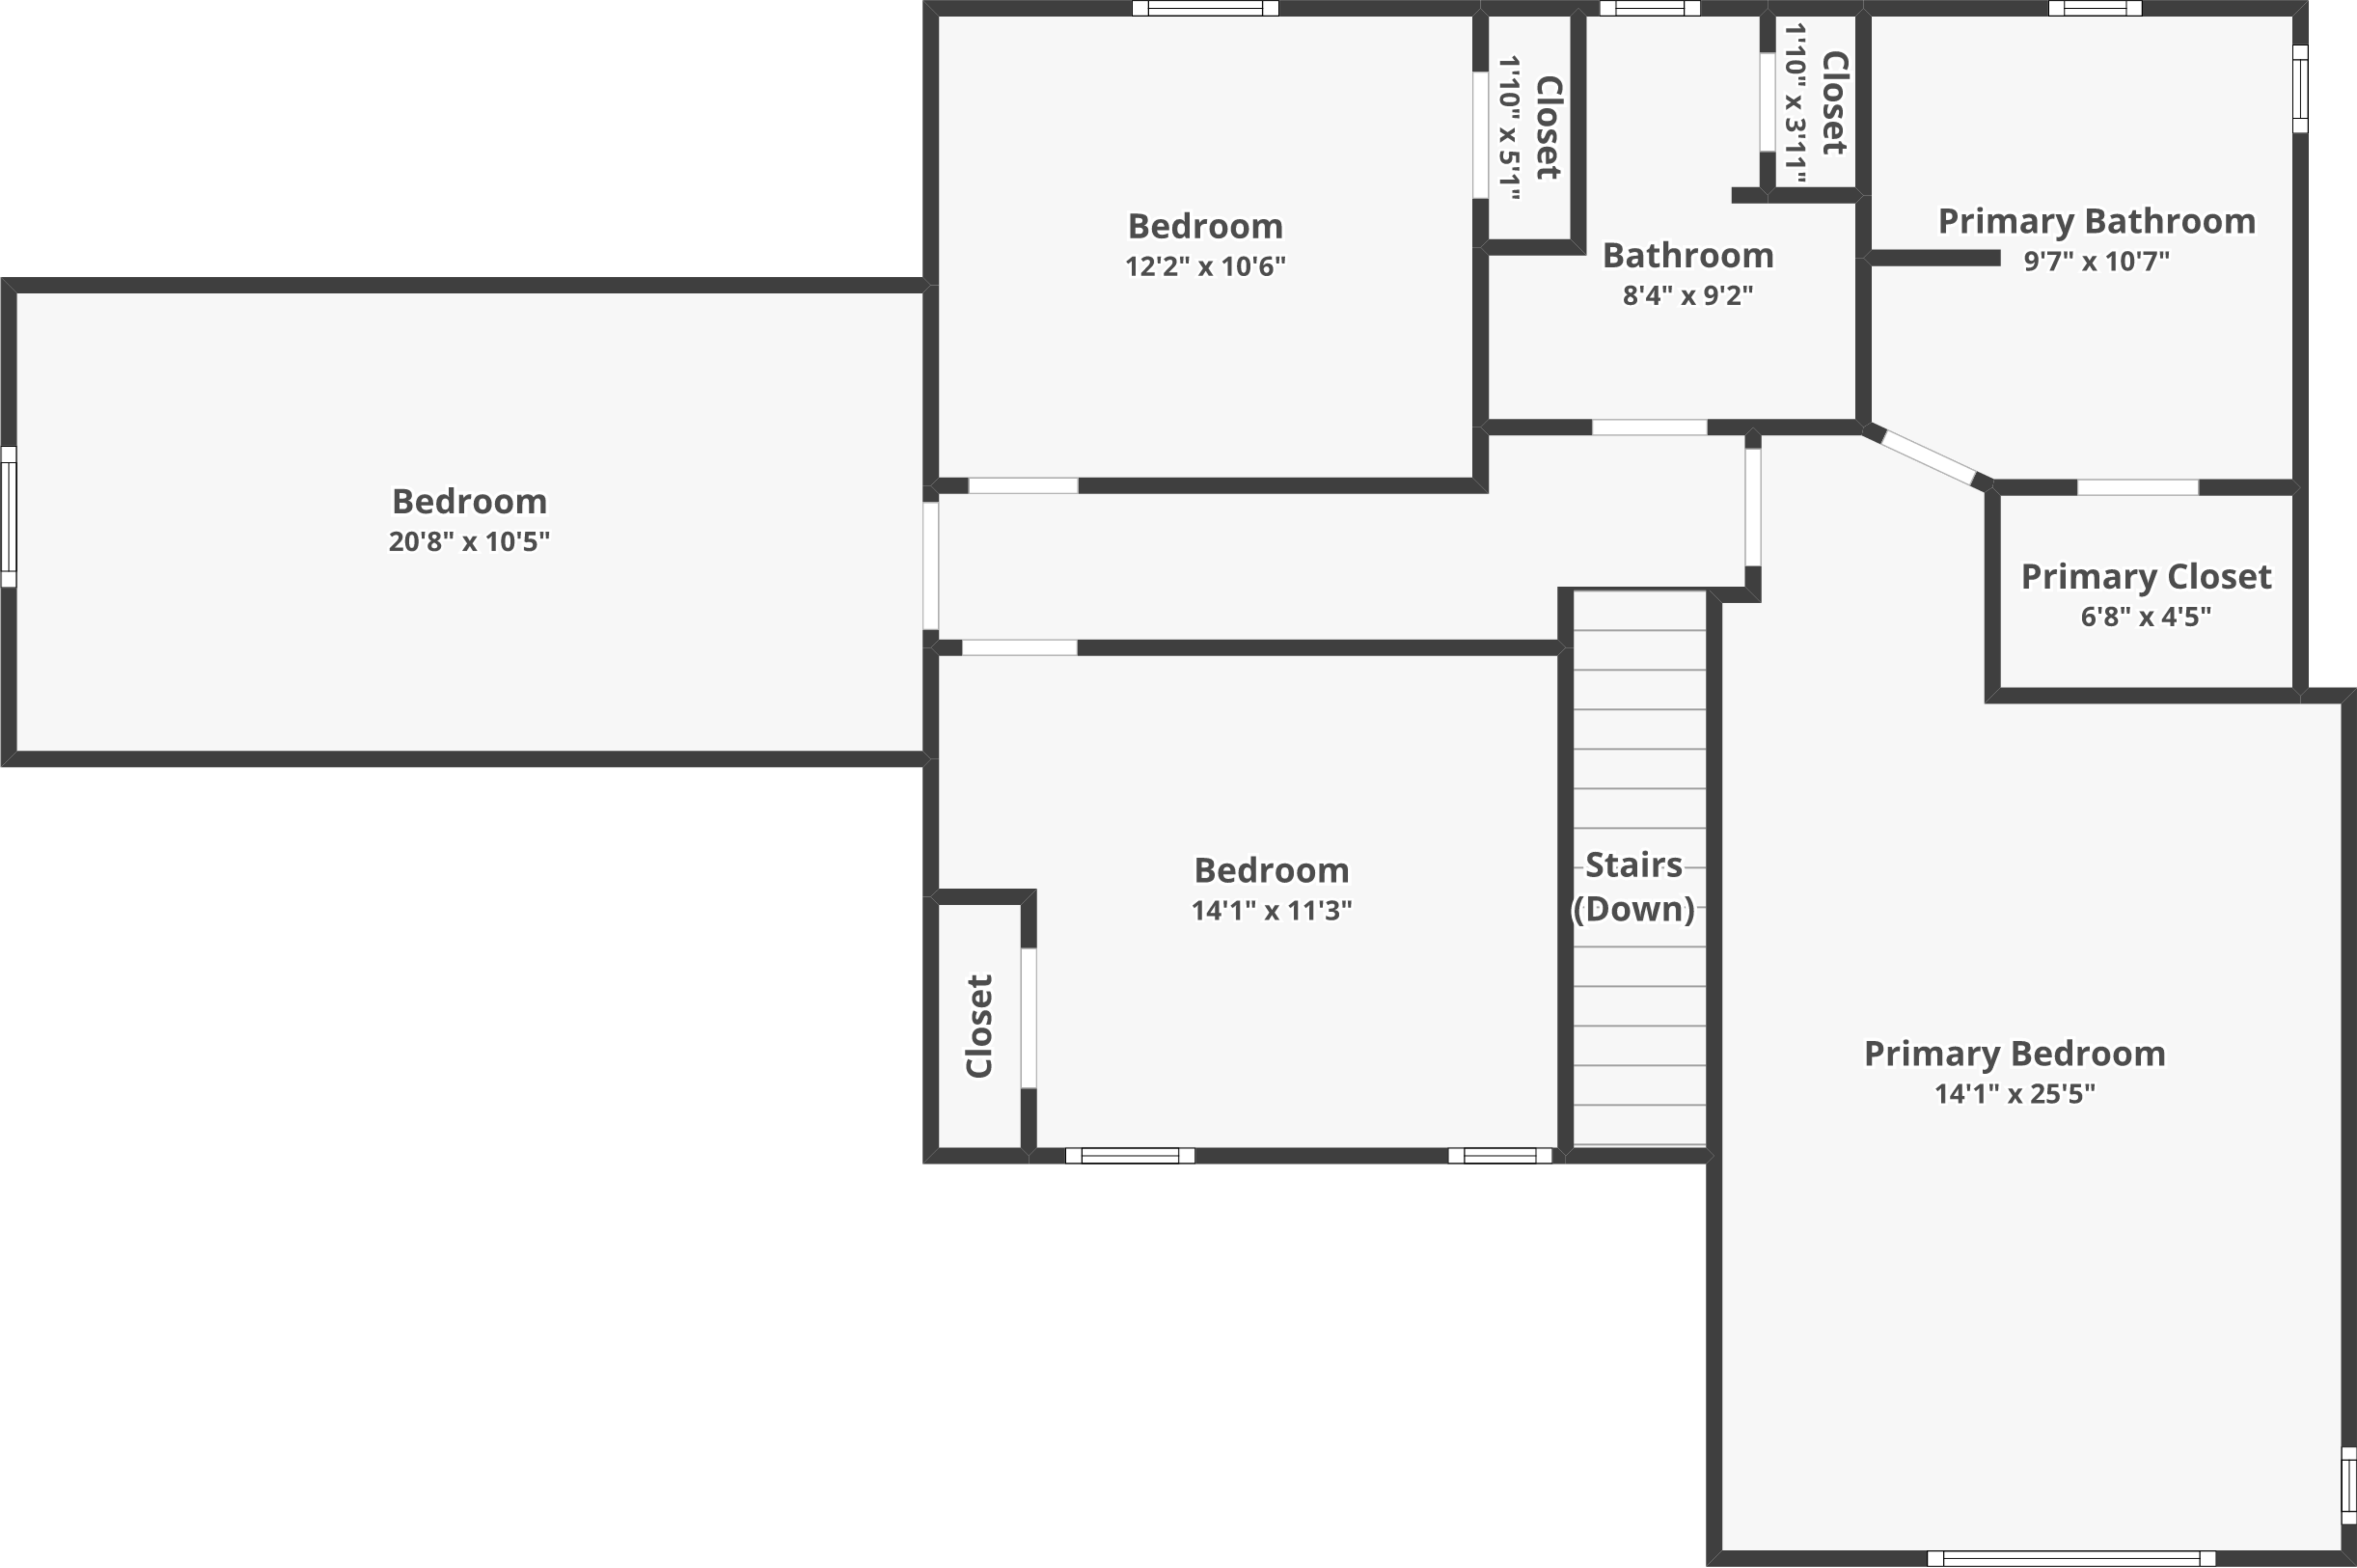 Closet
1'10" x 5'1"
Closet
1'10" x 3'11"
Bedroom
12'2" x 10'6"
Bathroom
8'4" x 9'2"
Primary Bathroom
9'7" x 10'7"
Bedroom
20'8" x 10'5"
Primary Closet
6'8" x 4'5"
Bedroom
14'1" x 11'3"
Stairs
(Down)
Closet
Primary Bedroom
14'1" x 25'5"